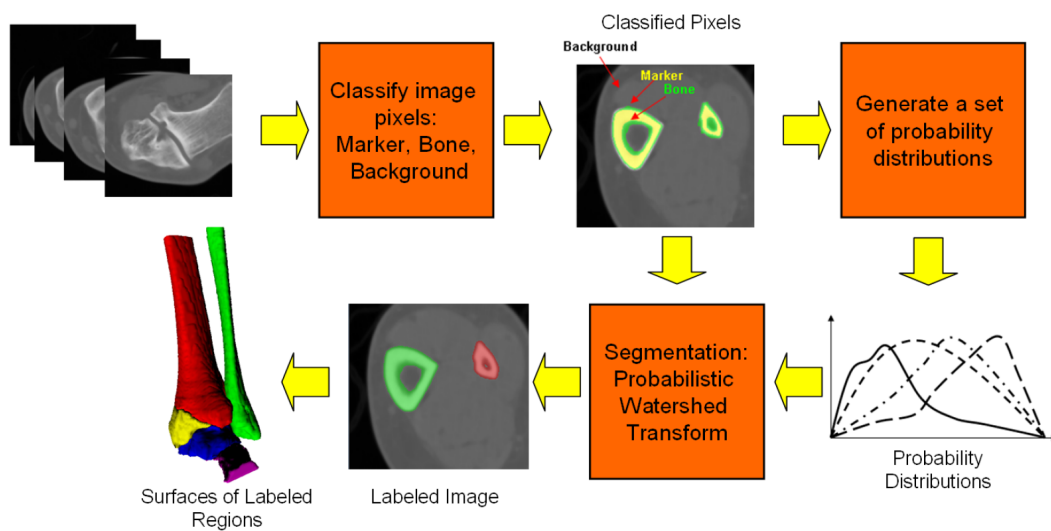 Classified Pixels
Background
Marker
Bone
Classify image
pixels:
Marker, Bone,
Background
Generate a set
of probability
distributions
Segmentation:
Probabilistic
Watershed
Transform
Probability
Distributions
Labeled Image
Surfaces of Labeled
Regions